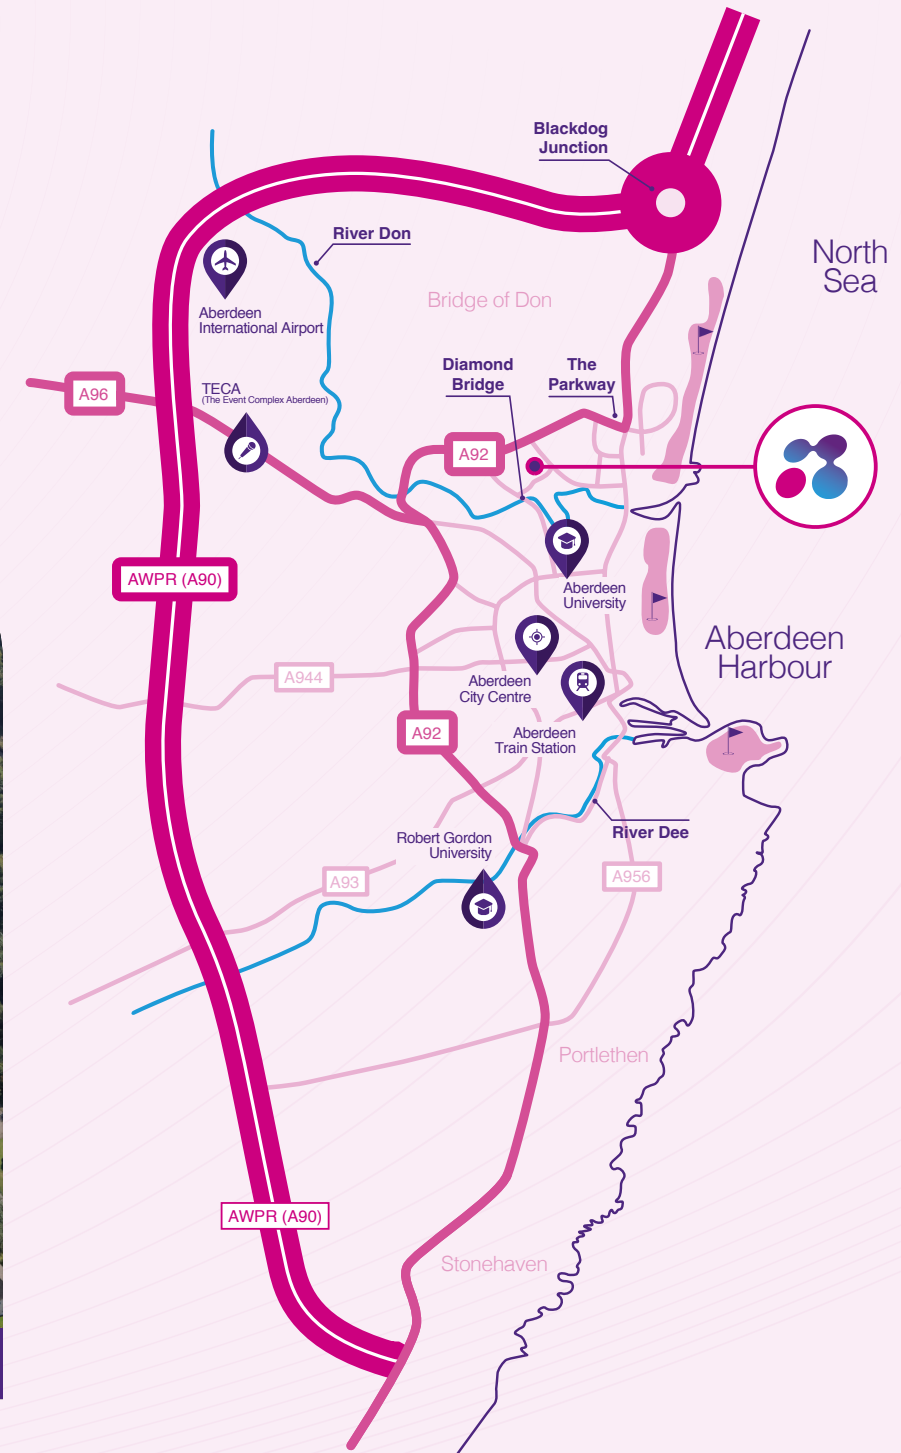 Blackdog
Junction
River Don
North
Sea
Aberdeen
International Airport
Bridge of Don
Diamond
Bridge
The
Parkway
A96
TECA
(The Event Complex Aberdeen)
A92
AWPR (A90)
Aberdeen
University
Aberdeen
Harbour
A944
Aberdeen
City Centre
A92
Aberdeen
Train Station
River Dee
Robert Gordon
University
A93
A956
Portlethen
AWPR (A90)
Stonehaven